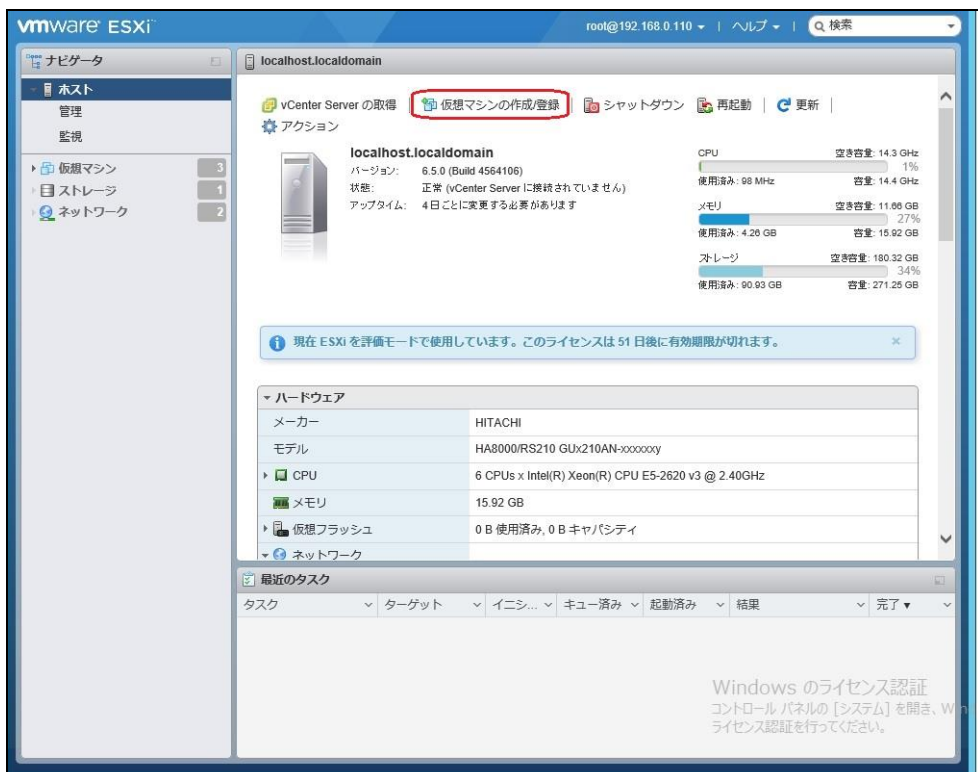 vmware ESXi
root@192.168.0.110 | ヘルプ | 検索
ナビゲータ
ホスト
管理
監視
仮想マシン 3
ストレージ 1
ネットワーク 2
localhost.localdomain
vCenter Server の取得 | 仮想マシンの作成/登録 | シャットダウン 再起動 | 更新 |
アクション
localhost.localdomain
バージョン: 6.5.0 (Build 4564106)
状態: 正常 (vCenter Server に接続されていません)
アップタイム: 4日ごとに変更する必要があります
CPU 空き容量: 14.3 GHz
1%
使用済み: 98 MHz 容量: 14.4 GHz
メモリ 空き容量: 11.66 GB
27%
使用済み: 4.26 GB 容量: 15.92 GB
ストレージ 空き容量: 180.32 GB
34%
使用済み: 90.93 GB 容量: 271.25 GB
現在 ESXi を評価モードで使用しています。このライセンスは 51 日後に有効期限が切れます。
ハードウェア
メーカー HITACHI
モデル HA8000/RS210 GUx210AN-xxxxxxy
CPU 6 CPUs x Intel(R) Xeon(R) CPU E5-2620 v3 @ 2.40GHz
メモリ 15.92 GB
仮想フラッシュ 0 B 使用済み, 0 B キャパシティ
ネットワーク
最近のタスク
タスク ターゲット イニシ... キュー済み 起動済み 結果 完了▼
Windows のライセンス認証
コントロール パネルの [システム] を開き、Win
ライセンス認証を行ってください。